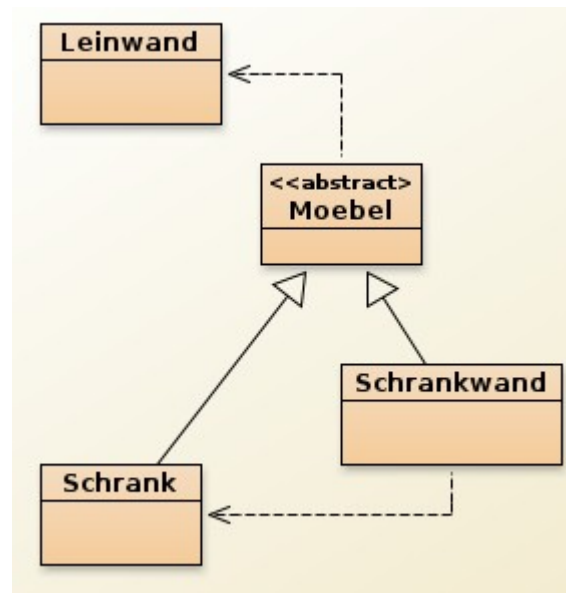 Leinwand
<<abstract>
Moebel
Schrankwand
Schrank